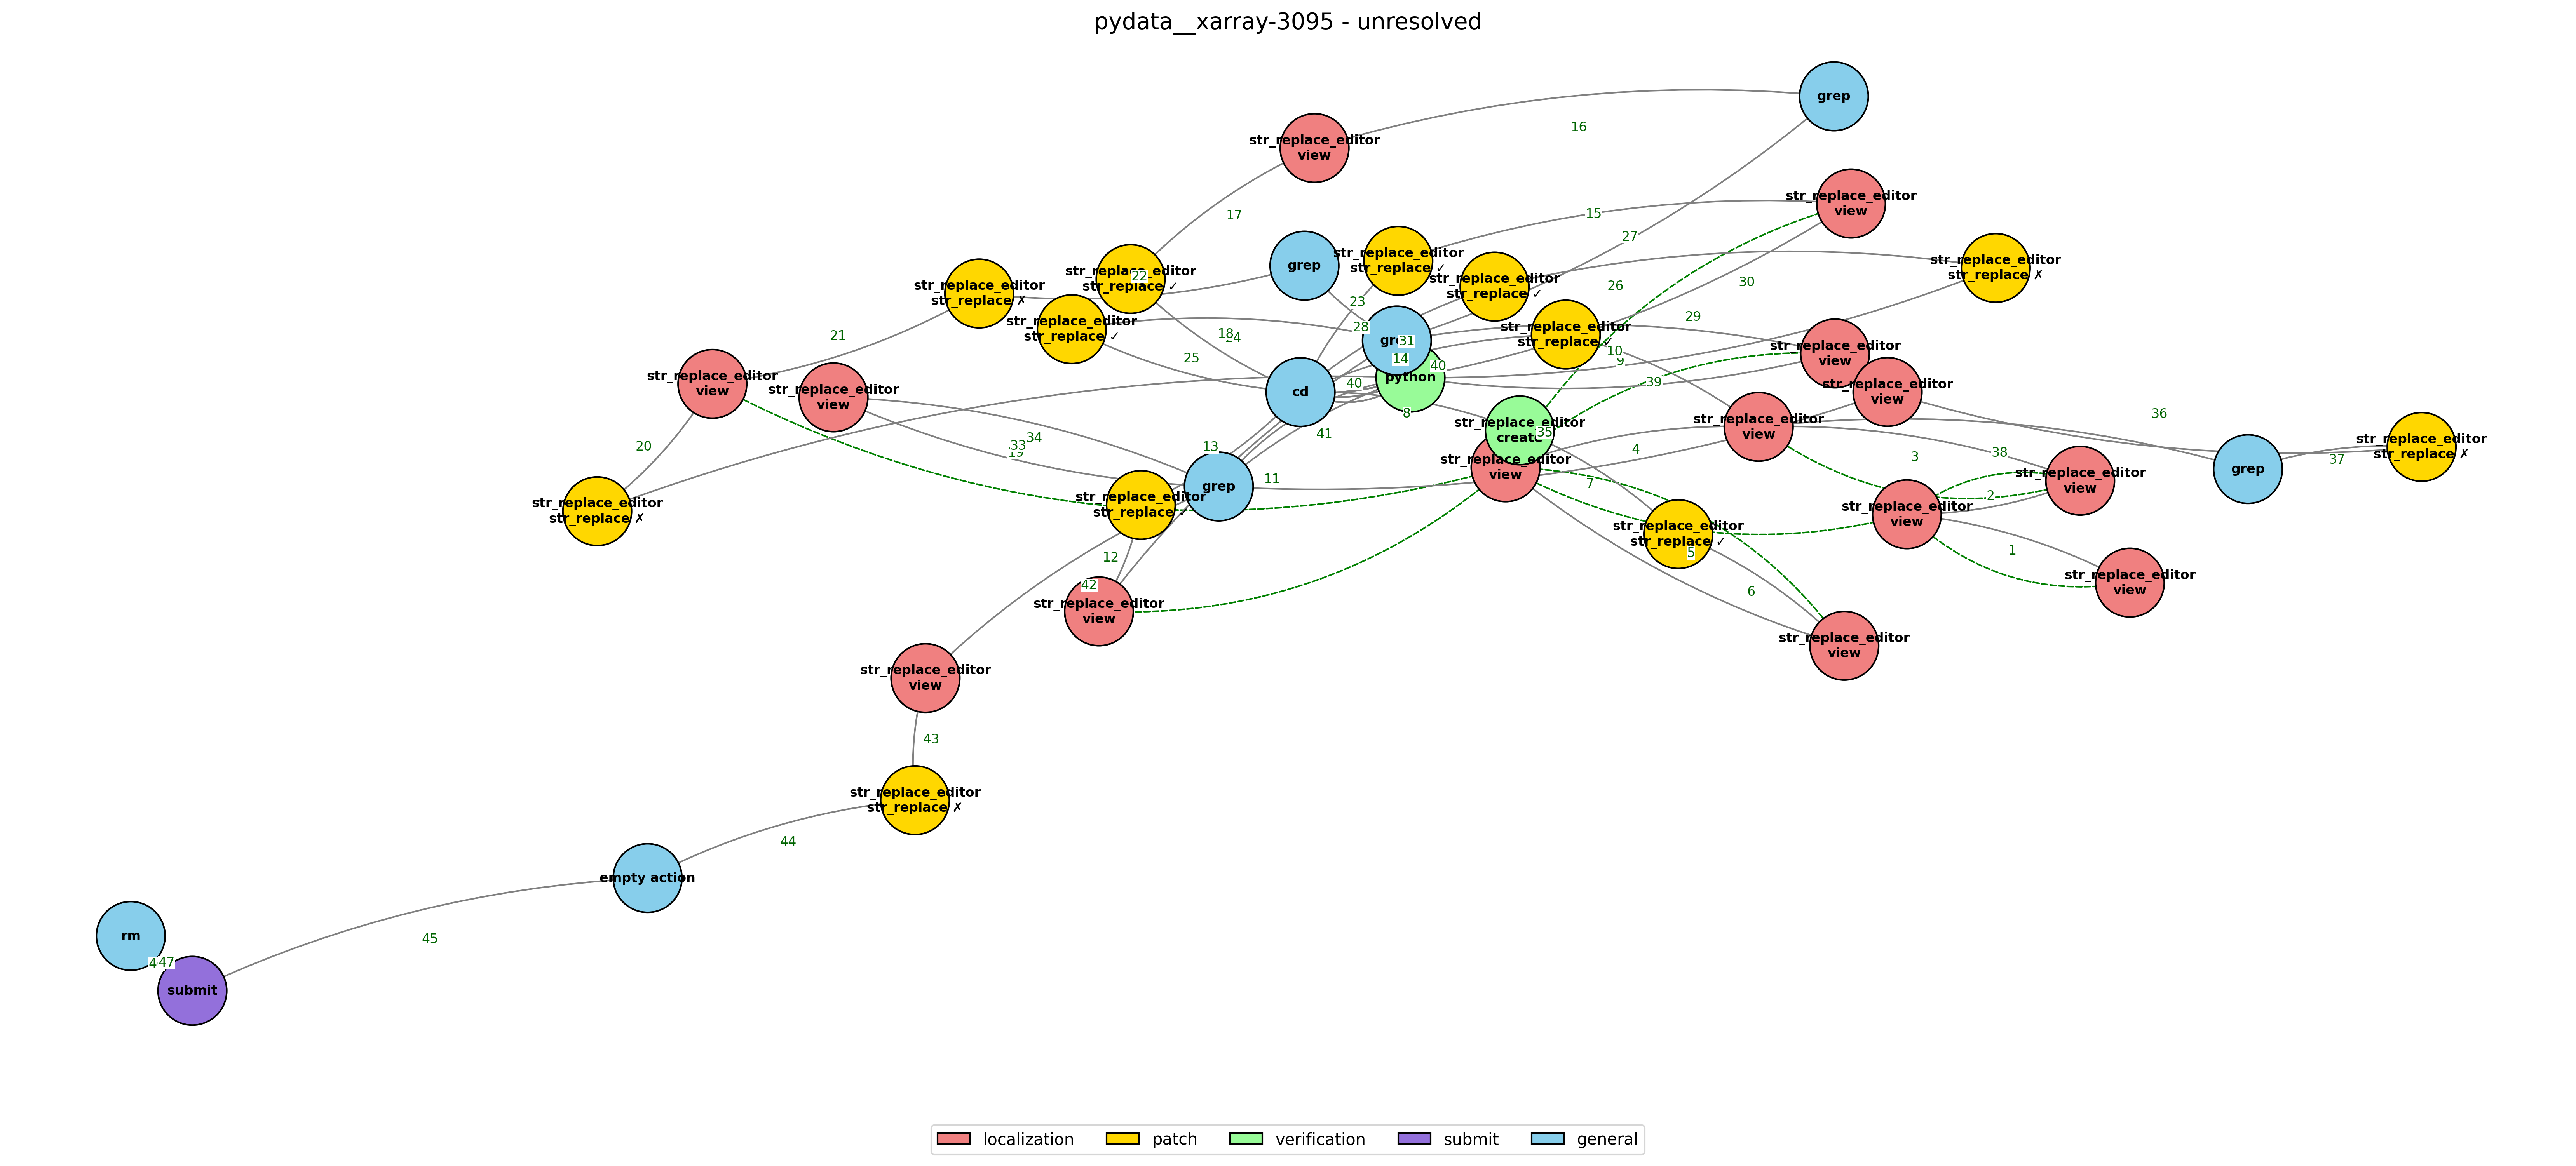 pydata__xarray-3095 - unresolved
grep
str_replace_editor
view
16
str_replace_editor
view
17
15
27
grep
str_replace_editor
str_replace ✓
str_replace_editor
str_replace ✗
str_replace_editor
str_replace ✓
22
str_replace_editor
str_replace ✗
str_replace_editor
str_replace ✓
26
30
23
str_replace_editor
str_replace ✓
28
29
str_replace_editor
str_replace ✓
21
18
25
31
10
9
14
40
python
str_replace_editor
view
str_replace_editor
view
str_replace_editor
view
str_replace_editor
view
cd
40
39
8
36
20
34
33
19
13
41
str_replace_editor
create
35
str_replace_editor
view
4
3
38
37
str_replace_editor
str_replace ✗
grep
str_replace_editor
view
11
7
2
str_replace_editor
view
grep
str_replace_editor
str_replace ✗
str_replace_editor
str_replace ✓
str_replace_editor
view
str_replace_editor
str_replace ✓
5
12
1
42
6
str_replace_editor
view
str_replace_editor
view
str_replace_editor
view
str_replace_editor
view
43
str_replace_editor
str_replace ✗
44
empty action
45
rm
47
submit
localization
patch
verification
submit
general